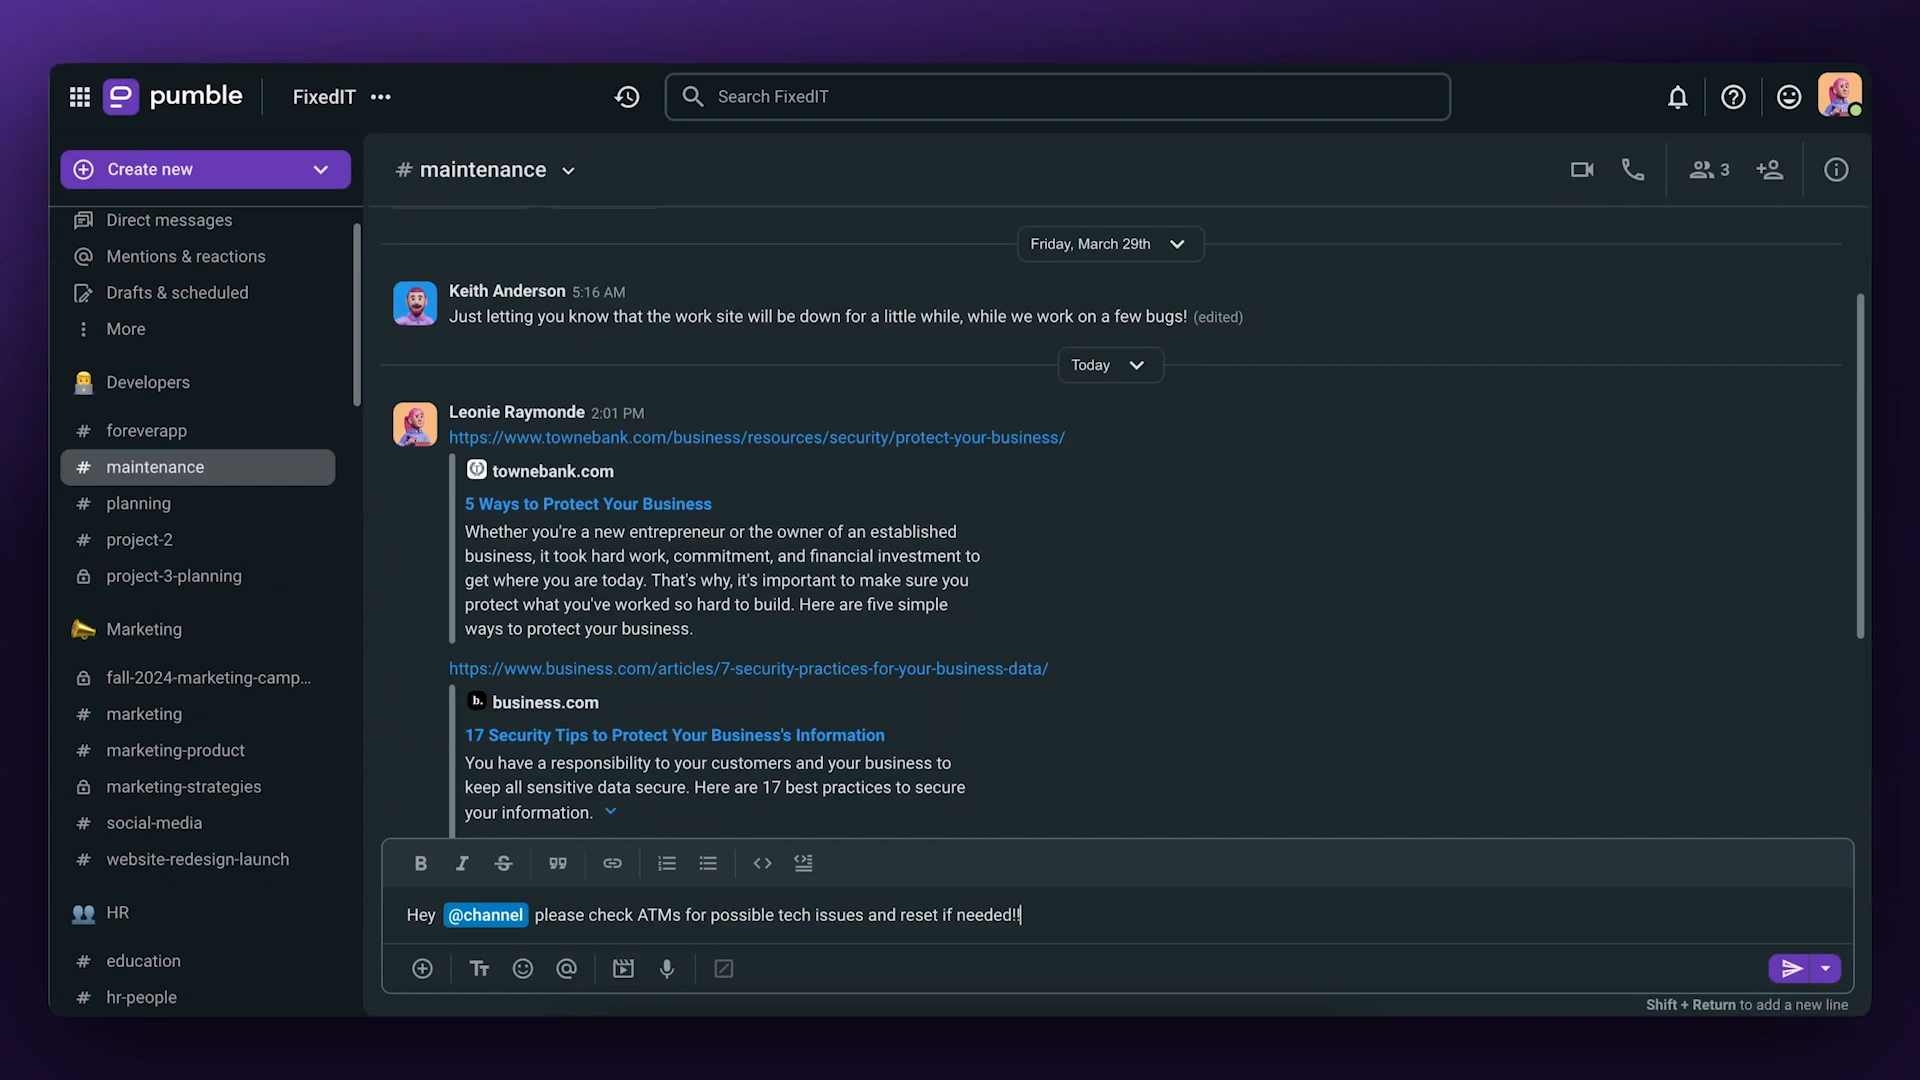 pumble
FixedIT
Search FixedIT
Create new
Direct messages
Mentions & reactions
Drafts & scheduled
More
Developers
# foreverapp
# maintenance
# planning
# project-2
project-3-planning
Marketing
fall-2024-marketing-camp...
# marketing
# marketing-product
marketing-strategies
# social-media
# website-redesign-launch
HR
# education
# hr-people
# maintenance
3
Friday, March 29th
Keith Anderson 5:16 AM
Just letting you know that the work site will be down for a little while, while we work on a few bugs! (edited)
Today
Leonie Raymonde 2:01 PM
https://www.townebank.com/business/resources/security/protect-your-business/
townebank.com
5 Ways to Protect Your Business
Whether you're a new entrepreneur or the owner of an established
business, it took hard work, commitment, and financial investment to
get where you are today. That's why, it's important to make sure you
protect what you've worked so hard to build. Here are five simple
ways to protect your business.
https://www.business.com/articles/7-security-practices-for-your-business-data/
b. business.com
17 Security Tips to Protect Your Business's Information
You have a responsibility to your customers and your business to
keep all sensitive data secure. Here are 17 best practices to secure
your information.
Hey @channel please check ATMs for possible tech issues and reset if needed!!
Shift + Return to add a new line